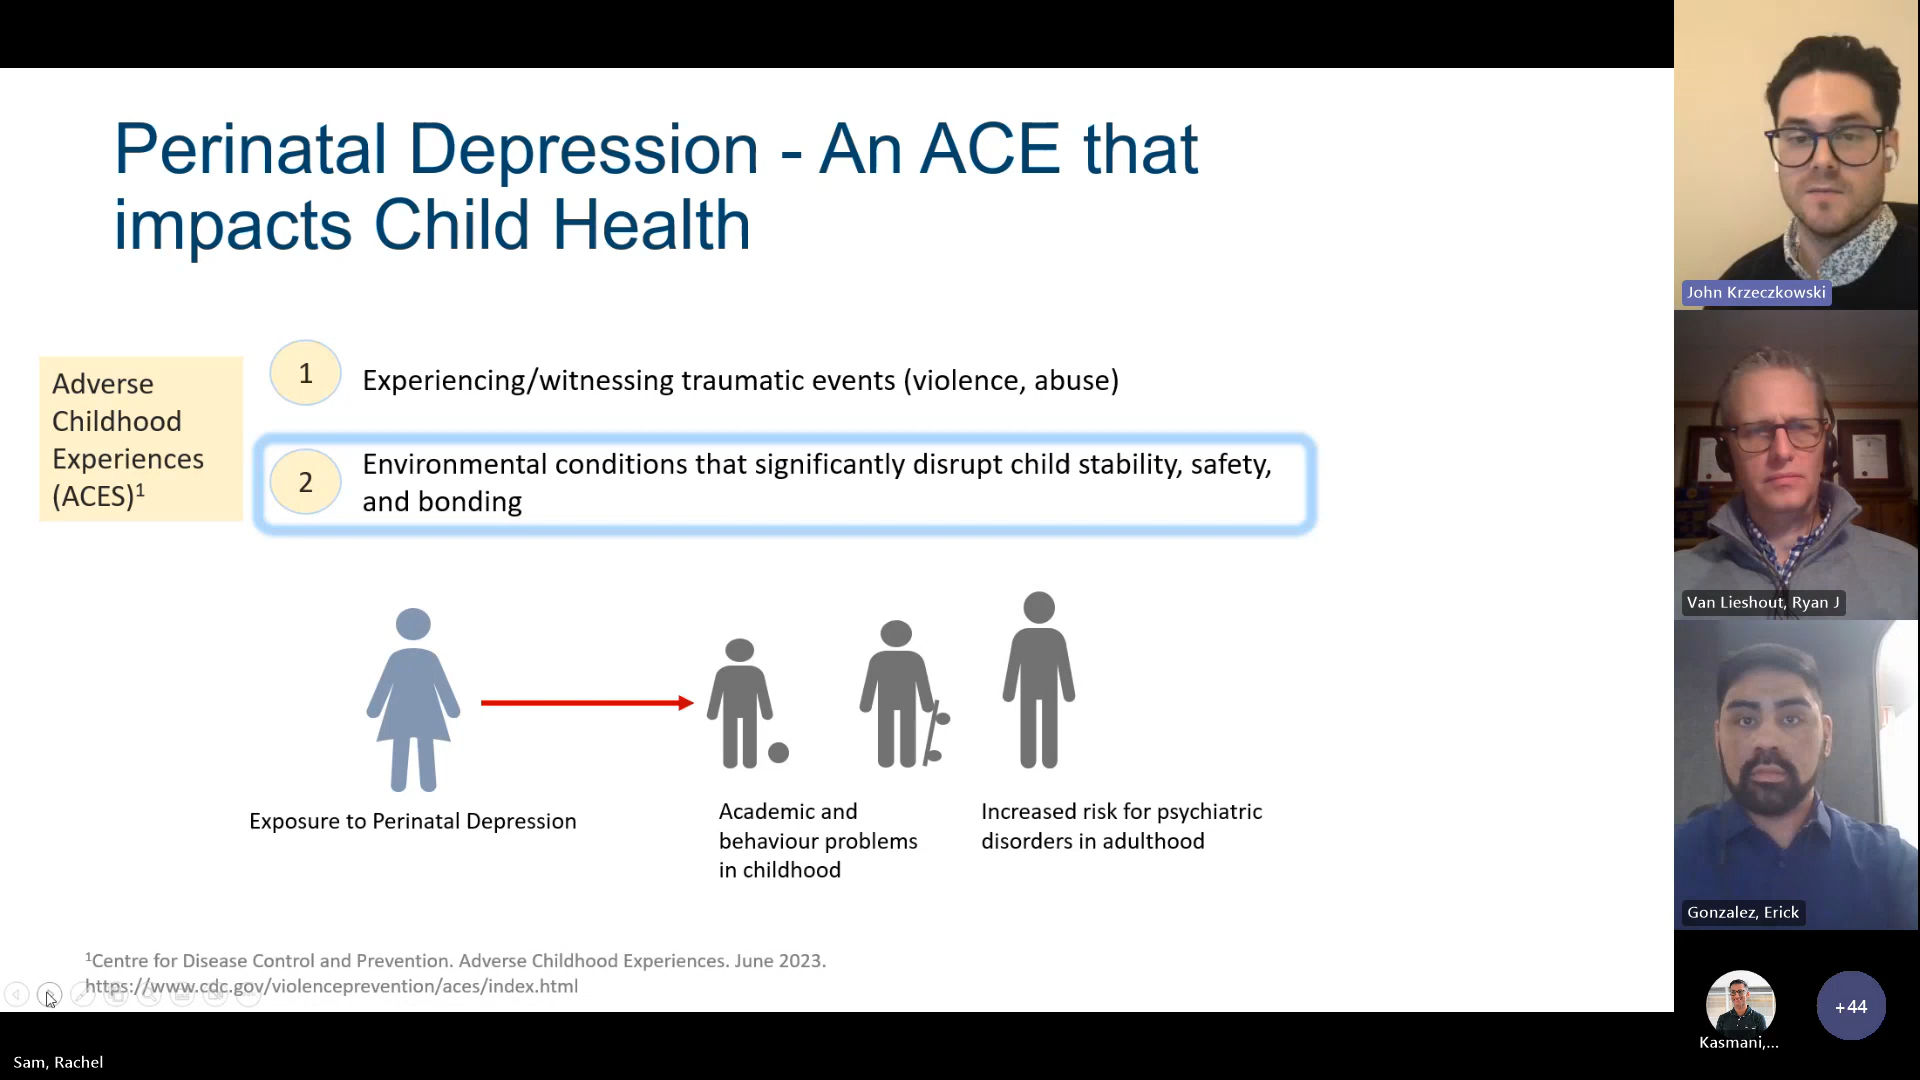 Perinatal Depression - An ACE that
impacts Child Health
Adverse
Childhood
Experiences
(ACES)¹
1
Experiencing/witnessing traumatic events (violence, abuse)
2
Environmental conditions that significantly disrupt child stability, safety,
and bonding
Exposure to Perinatal Depression
Academic and
behaviour problems
in childhood
Increased risk for psychiatric
disorders in adulthood
¹Centre for Disease Control and Prevention. Adverse Childhood Experiences. June 2023.
https://www.cdc.gov/violenceprevention/aces/index.html
Sam, Rachel
John Krzeczkowski
Van Lieshout, Ryan J
Gonzalez, Erick
Kasmani,...
+44